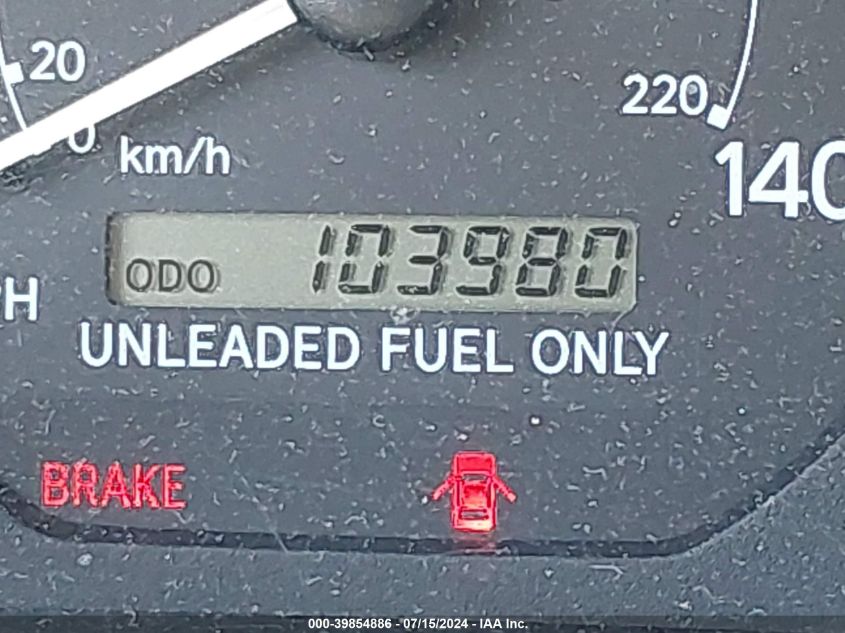 20
0
km/h
220
140
ODO 103980
UNLEADED FUEL ONLY
BRAKE
000-39854886 - 07/15/2024 - IAA, Inc.